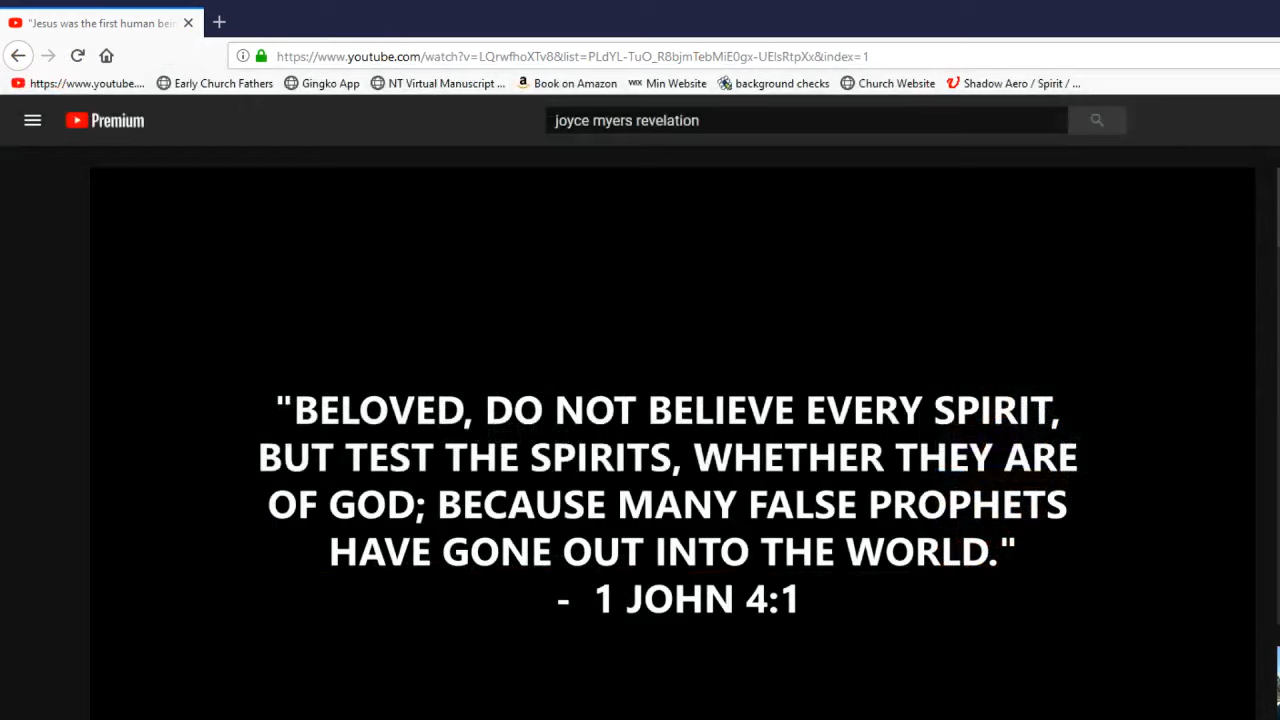 "Jesus was the first human bein
https://www.youtube.com/watch?v=LQrwfhoXTv8&list=PLdYL-TuO_R8bjmTebMiE0gx-UElsRtpXx&index=1
https://www.youtube.... Early Church Fathers Gingko App NT Virtual Manuscript ... Book on Amazon WIX Min Website background checks Church Website Shadow Aero / Spirit / ...
Premium joyce myers revelation
"BELOVED, DO NOT BELIEVE EVERY SPIRIT,
BUT TEST THE SPIRITS, WHETHER THEY ARE
OF GOD; BECAUSE MANY FALSE PROPHETS
HAVE GONE OUT INTO THE WORLD."
- 1 JOHN 4:1